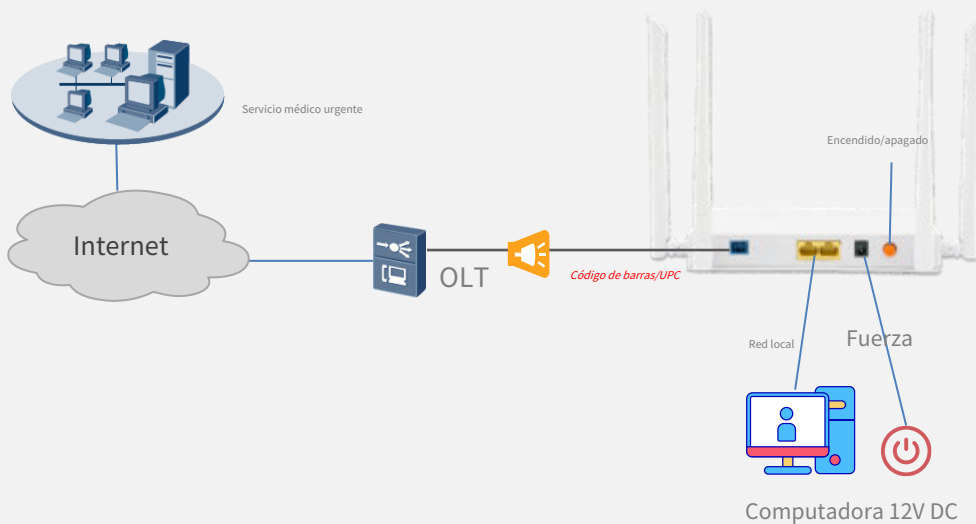 Servicio médico urgente
Encendido/apagado
Internet
OLT
Código de barras/UPC
Red local
Fuerza
Computadora 12V DC